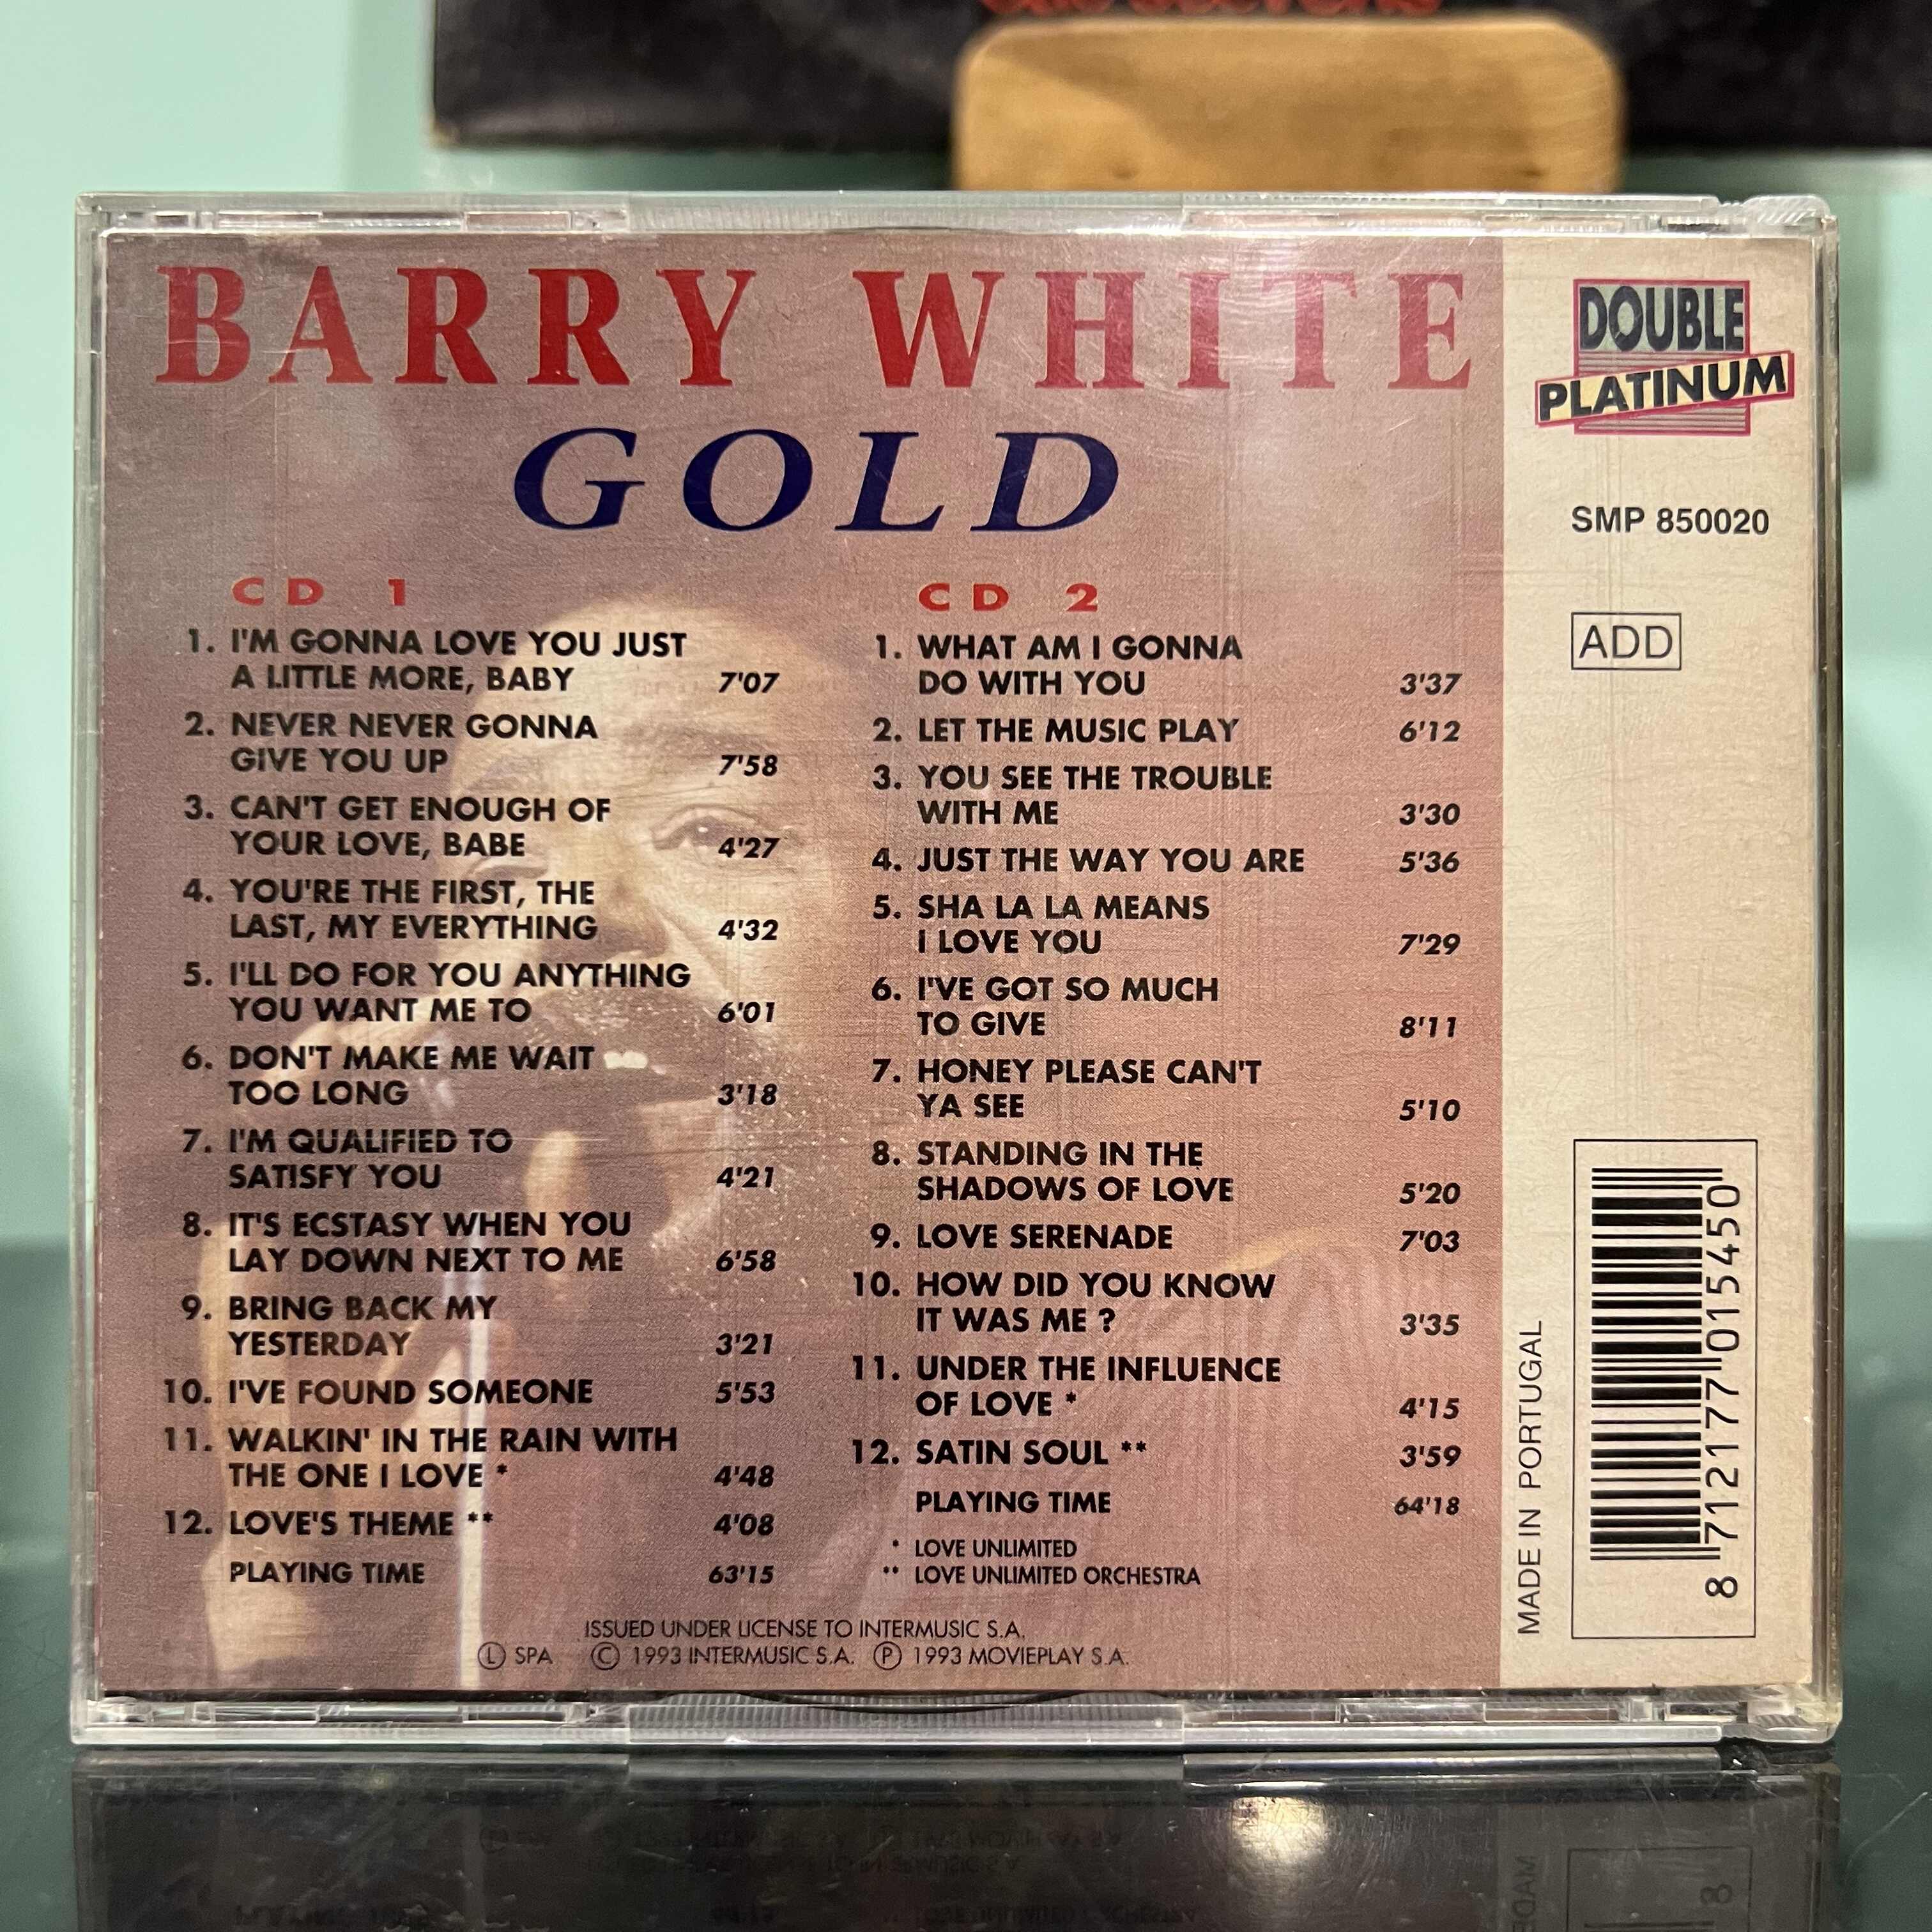 BARRY WHITE
GOLD
CD 1
1. I'M GONNA LOVE YOU JUST
A LITTLE MORE, BABY 7'07
2. NEVER NEVER GONNA
GIVE YOU UP 7'58
3. CAN'T GET ENOUGH OF
YOUR LOVE, BABE 4'27
4. YOU'RE THE FIRST, THE
LAST, MY EVERYTHING 4'32
5. I'LL DO FOR YOU ANYTHING
YOU WANT ME TO 6'01
6. DON'T MAKE ME WAIT
TOO LONG 3'18
7. I'M QUALIFIED TO
SATISFY YOU 4'21
8. IT'S ECSTASY WHEN YOU
LAY DOWN NEXT TO ME 6'58
9. BRING BACK MY
YESTERDAY 3'21
10. I'VE FOUND SOMEONE 5'53
11. WALKIN' IN THE RAIN WITH
THE ONE I LOVE * 4'48
12. LOVE'S THEME ** 4'08
PLAYING TIME 63'15
CD 2
1. WHAT AM I GONNA
DO WITH YOU 3'37
2. LET THE MUSIC PLAY 6'12
3. YOU SEE THE TROUBLE
WITH ME 3'30
4. JUST THE WAY YOU ARE 5'36
5. SHA LA LA MEANS
I LOVE YOU 7'29
6. I'VE GOT SO MUCH
TO GIVE 8'11
7. HONEY PLEASE CAN'T
YA SEE 5'10
8. STANDING IN THE
SHADOWS OF LOVE 5'20
9. LOVE SERENADE 7'03
10. HOW DID YOU KNOW
IT WAS ME ? 3'35
11. UNDER THE INFLUENCE
OF LOVE * 4'15
12. SATIN SOUL ** 3'59
PLAYING TIME 64'18
* LOVE UNLIMITED
** LOVE UNLIMITED ORCHESTRA
ISSUED UNDER LICENSE TO INTERMUSIC S.A.
Ⓛ SPA © 1993 INTERMUSIC S.A. Ⓟ 1993 MOVIEPLAY S.A.
DOUBLE
PLATINUM
SMP 850020
ADD
MADE IN PORTUGAL
8 712177 015450